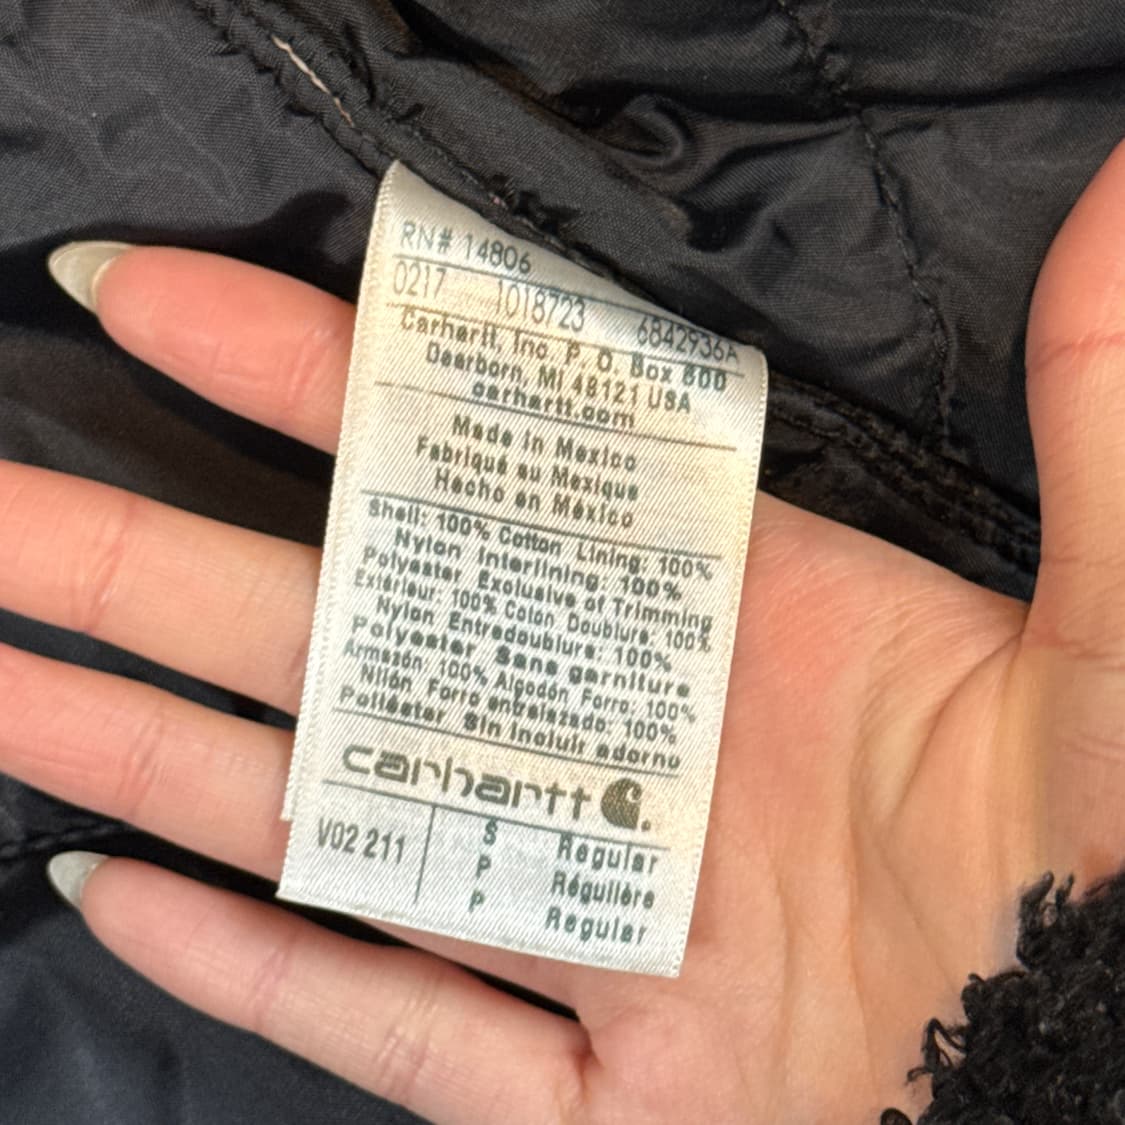 RN# 14806
0217 1018723 6842936A
Carhartt, Inc. P. O. Box 600
Dearborn, MI 48121 USA
carhartt.com
Made in Mexico
Fabriqué au Mexique
Hecho en México
Shell: 100% Cotton Lining: 100%
Nylon Interlining: 100%
Polyester Exclusive of Trimming
Extérieur: 100% Coton Doublure: 100%
Nylon Entredoublure: 100%
Polyester Sans garniture
Armazón: 100% Algodón Forro: 100%
Nilón Forro entrelazado: 100%
Poliéster Sin incluir adorno
carhartt
V02 211 S Regular
P Régulière
P Regular